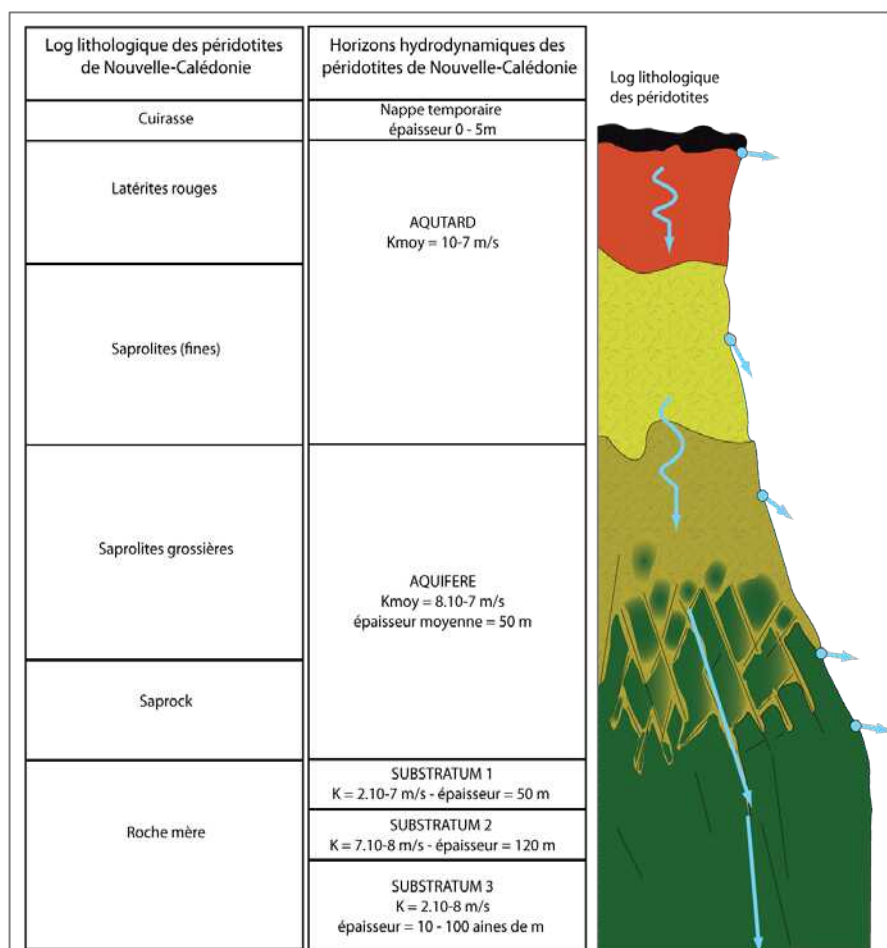 Log lithologique des péridotites
de Nouvelle-Calédonie
Horizons hydrodynamiques des
péridotites de Nouvelle-Calédonie
Log lithologique
des péridotites
Cuirasse
Nappe temporaire
épaisseur 0 - 5m
Latérites rouges
AQUTARD
Kmoy = 10-7 m/s
Saprolites (fines)
Saprolites grossières
AQUIFERE
Kmoy = 8.10-7 m/s
épaisseur moyenne = 50 m
Saprock
Roche mère
SUBSTRATUM 1
K = 2.10-7 m/s - épaisseur = 50 m
SUBSTRATUM 2
K = 7.10-8 m/s - épaisseur = 120 m
SUBSTRATUM 3
K = 2.10-8 m/s
épaisseur = 10 - 100 aines de m